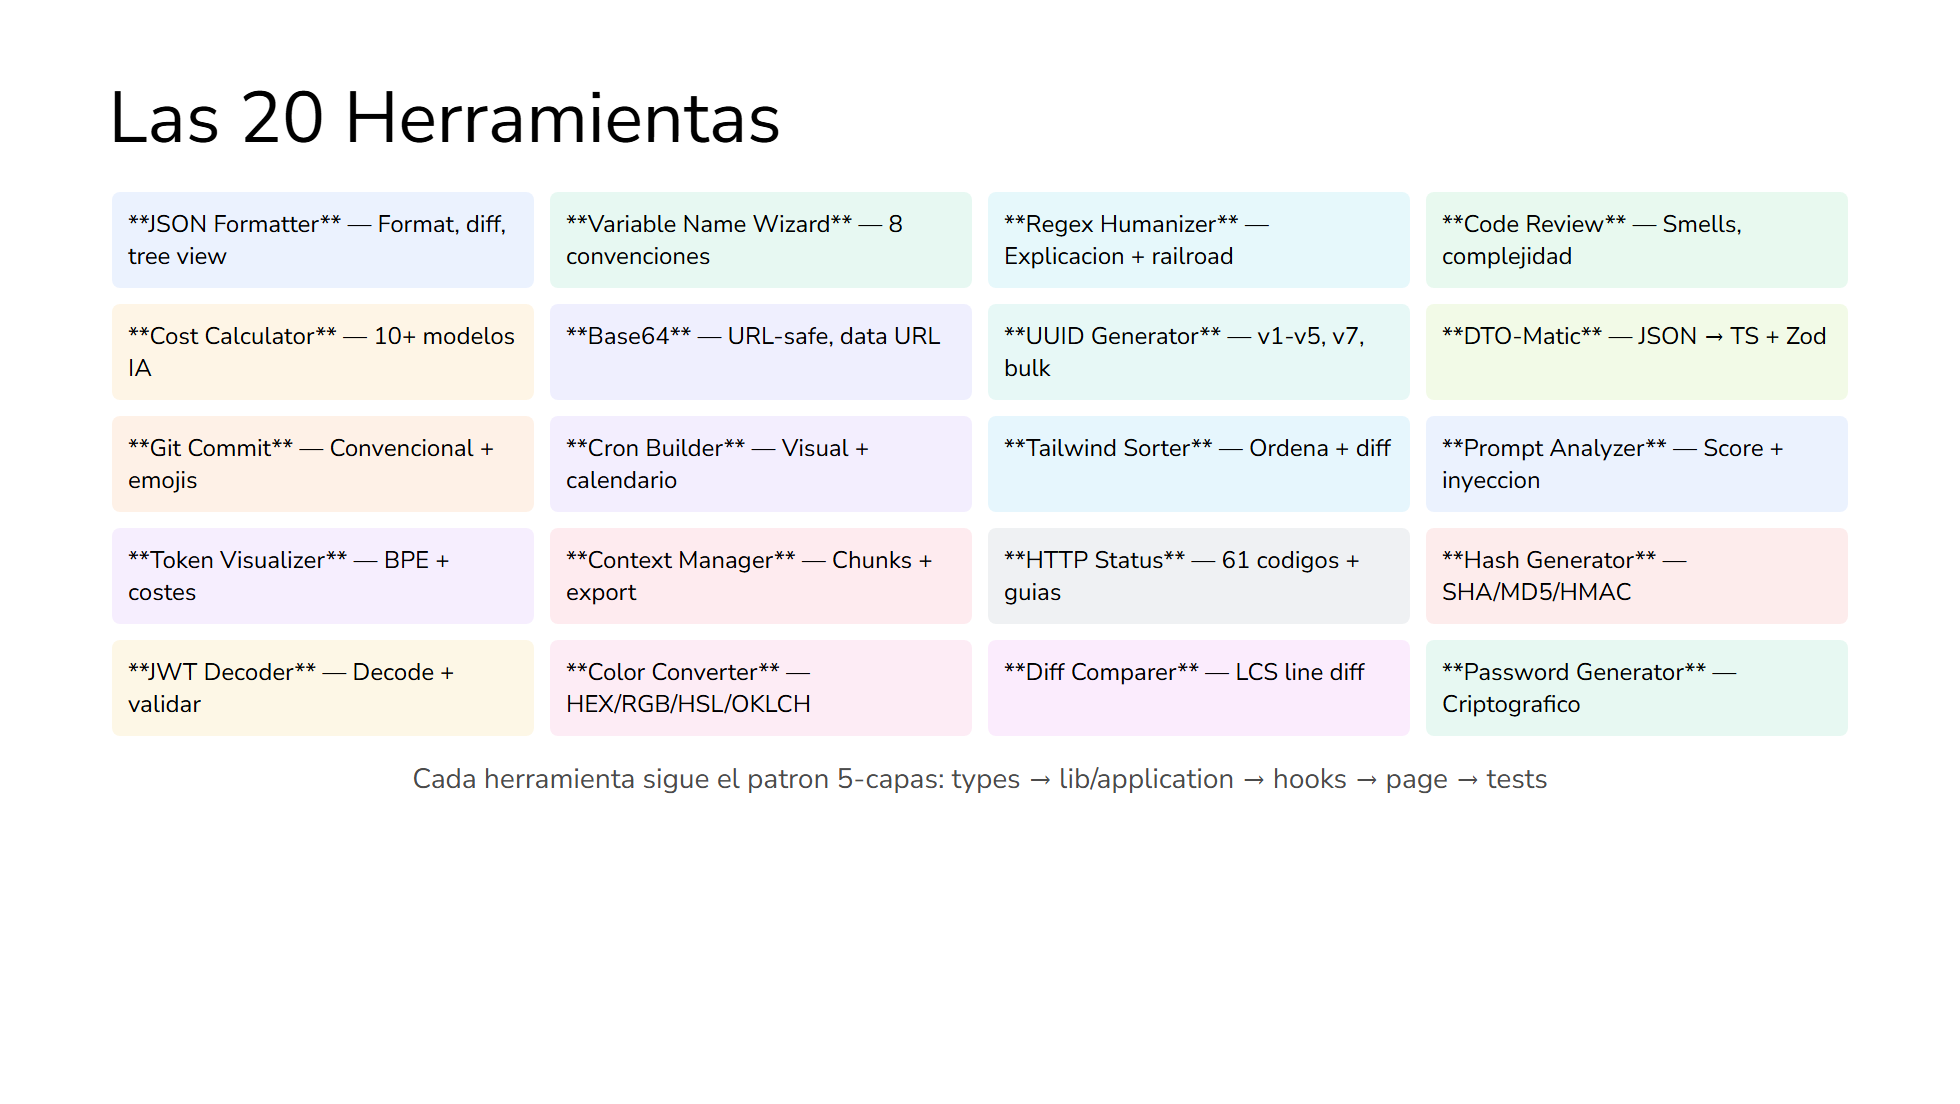 Las 20 Herramientas
**JSON Formatter** — Format, diff,
tree view
**Variable Name Wizard** — 8
convenciones
**Regex Humanizer** —
Explicacion + railroad
**Code Review** — Smells,
complejidad
**Cost Calculator** — 10+ modelos
IA
**Base64** — URL-safe, data URL
**UUID Generator** — v1-v5, v7,
bulk
**DTO-Matic** — JSON → TS + Zod
**Git Commit** — Convencional +
emojis
**Cron Builder** — Visual +
calendario
**Tailwind Sorter** — Ordena + diff
**Prompt Analyzer** — Score +
inyeccion
**Token Visualizer** — BPE +
costes
**Context Manager** — Chunks +
export
**HTTP Status** — 61 codigos +
guias
**Hash Generator** —
SHA/MD5/HMAC
**JWT Decoder** — Decode +
validar
**Color Converter** —
HEX/RGB/HSL/OKLCH
**Diff Comparer** — LCS line diff
**Password Generator** —
Criptografico
Cada herramienta sigue el patron 5-capas: types → lib/application → hooks → page → tests